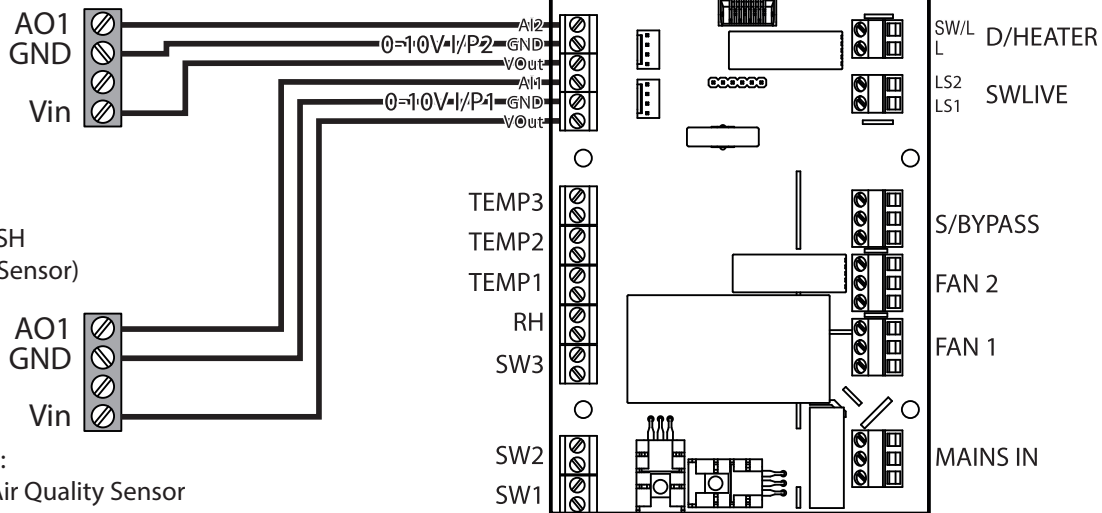 AO1
GND
Vin
SH
Sensor)
AO1
GND
Vin
:
Air Quality Sensor
AI2
0-10V I/P2 GND
VOut
AI1
0-10V I/P1 GND
VOut
TEMP3
TEMP2
TEMP1
RH
SW3
SW2
SW1
SW/L
L
D/HEATER
LS2
LS1
SWLIVE
S/BYPASS
FAN 2
FAN 1
MAINS IN